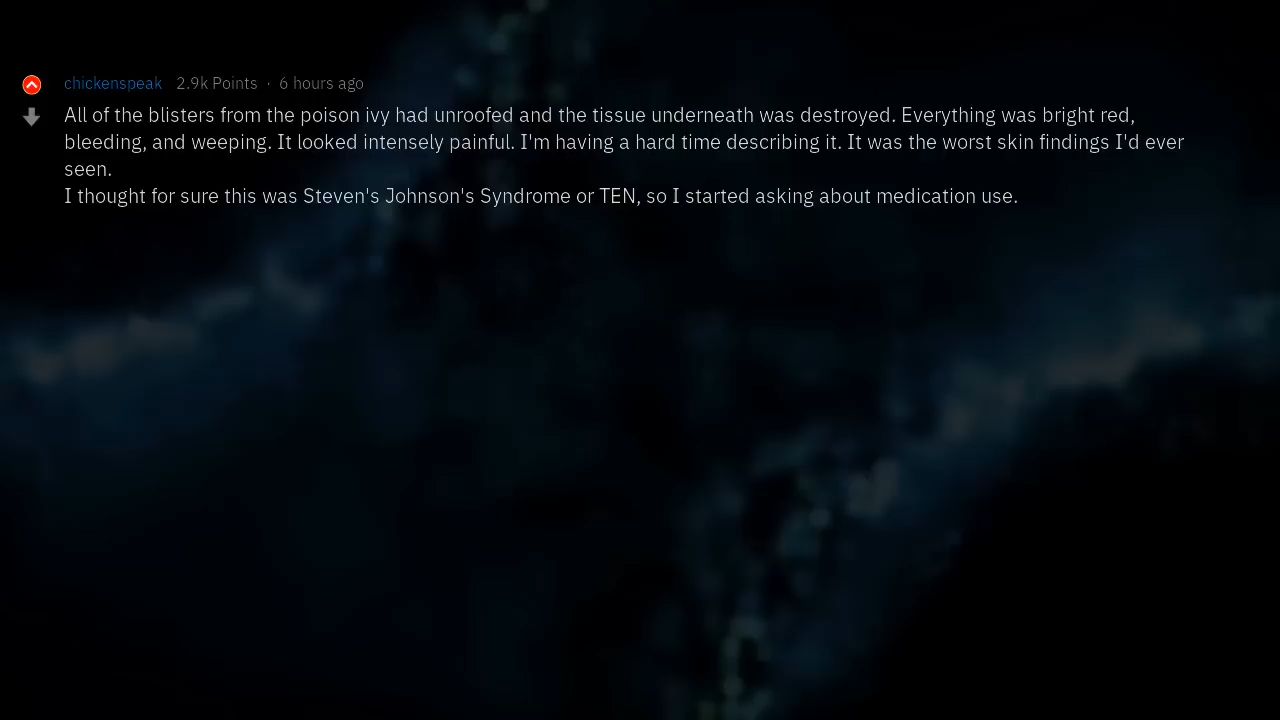 chickenspeak 2.9k Points · 6 hours ago
All of the blisters from the poison ivy had unroofed and the tissue underneath was destroyed. Everything was bright red,
bleeding, and weeping. It looked intensely painful. I'm having a hard time describing it. It was the worst skin findings I'd ever
seen.
I thought for sure this was Steven's Johnson's Syndrome or TEN, so I started asking about medication use.